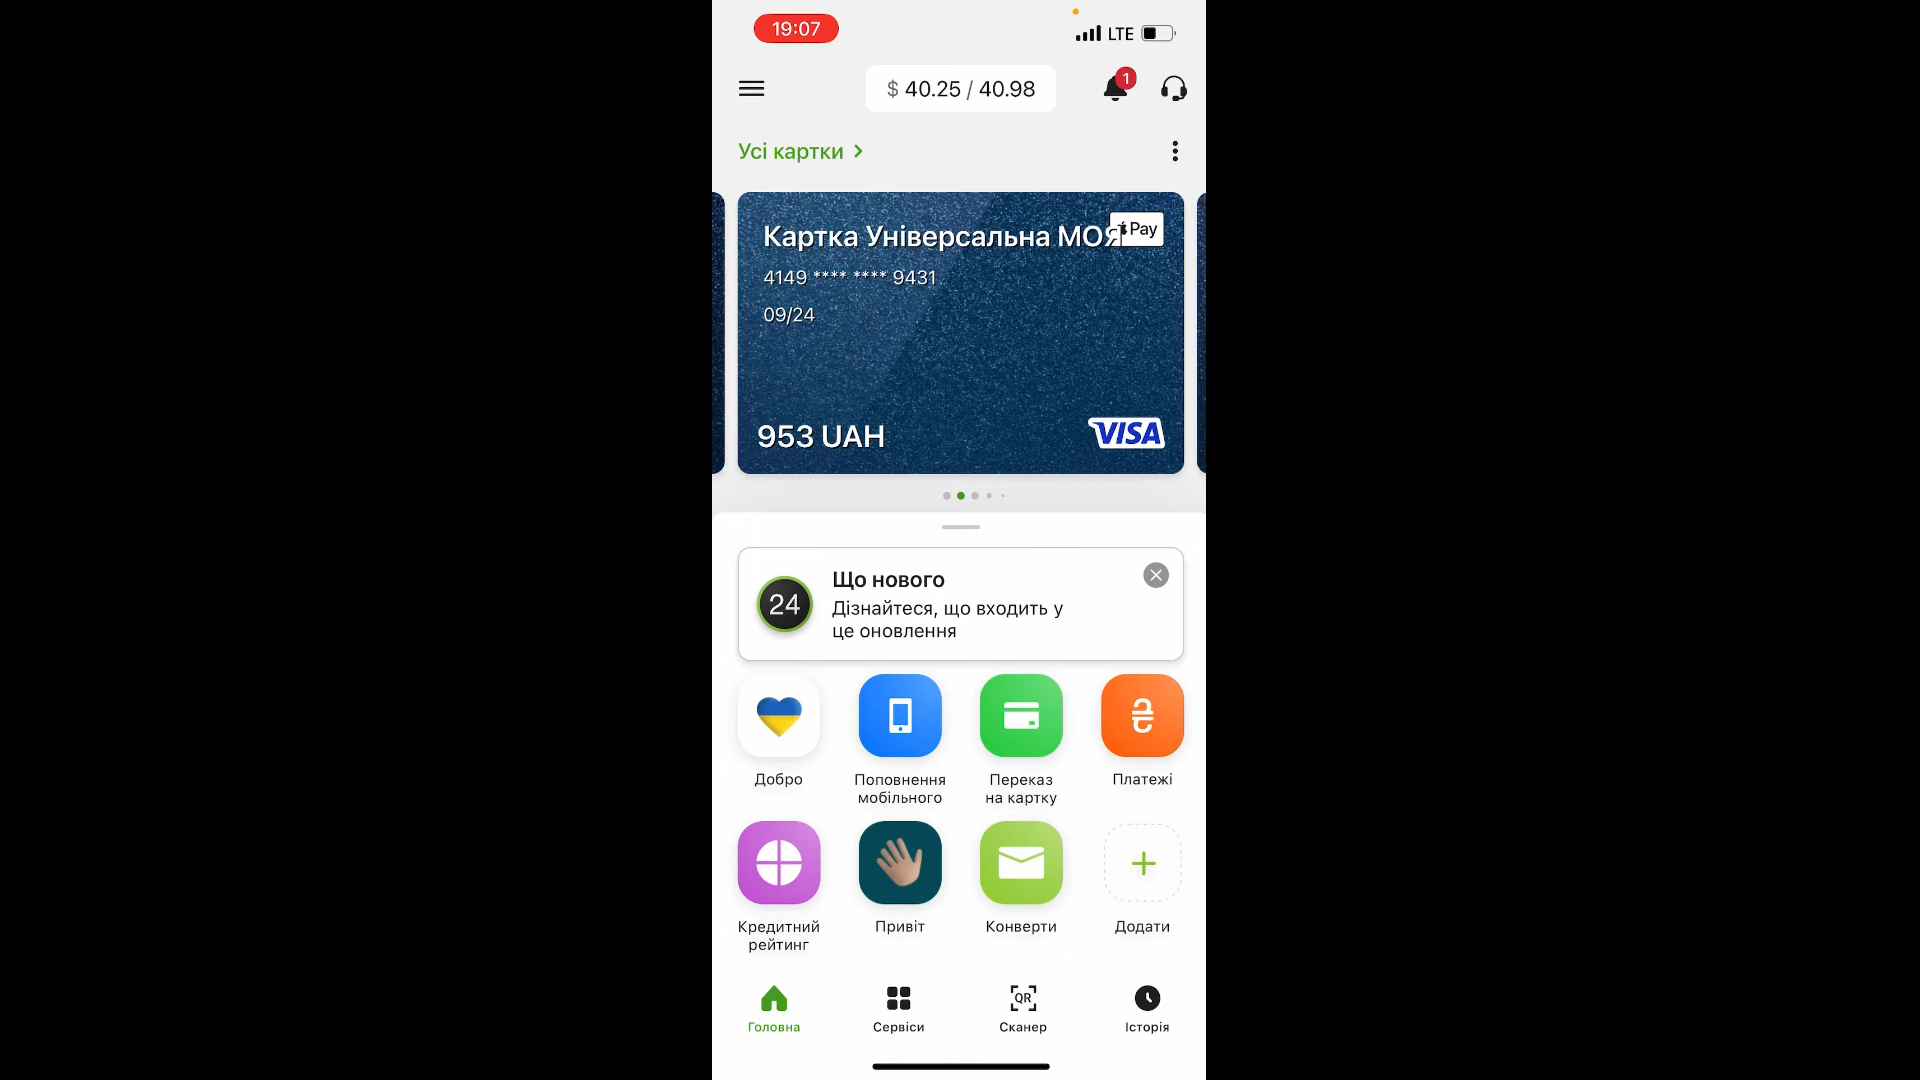 19:07
LTE
$ 40.25 / 40.98
1
Усі картки
Картка Універсальна МОЯ
Pay
4149 **** **** 9431
09/24
953 UAH
VISA
24
Що нового
Дізнайтеся, що входить у
це оновлення
Добро
Поповнення
мобільного
Переказ
на картку
Платежі
Кредитний
рейтинг
Привіт
Конверти
Додати
Головна
Сервіси
QR
Сканер
Історія